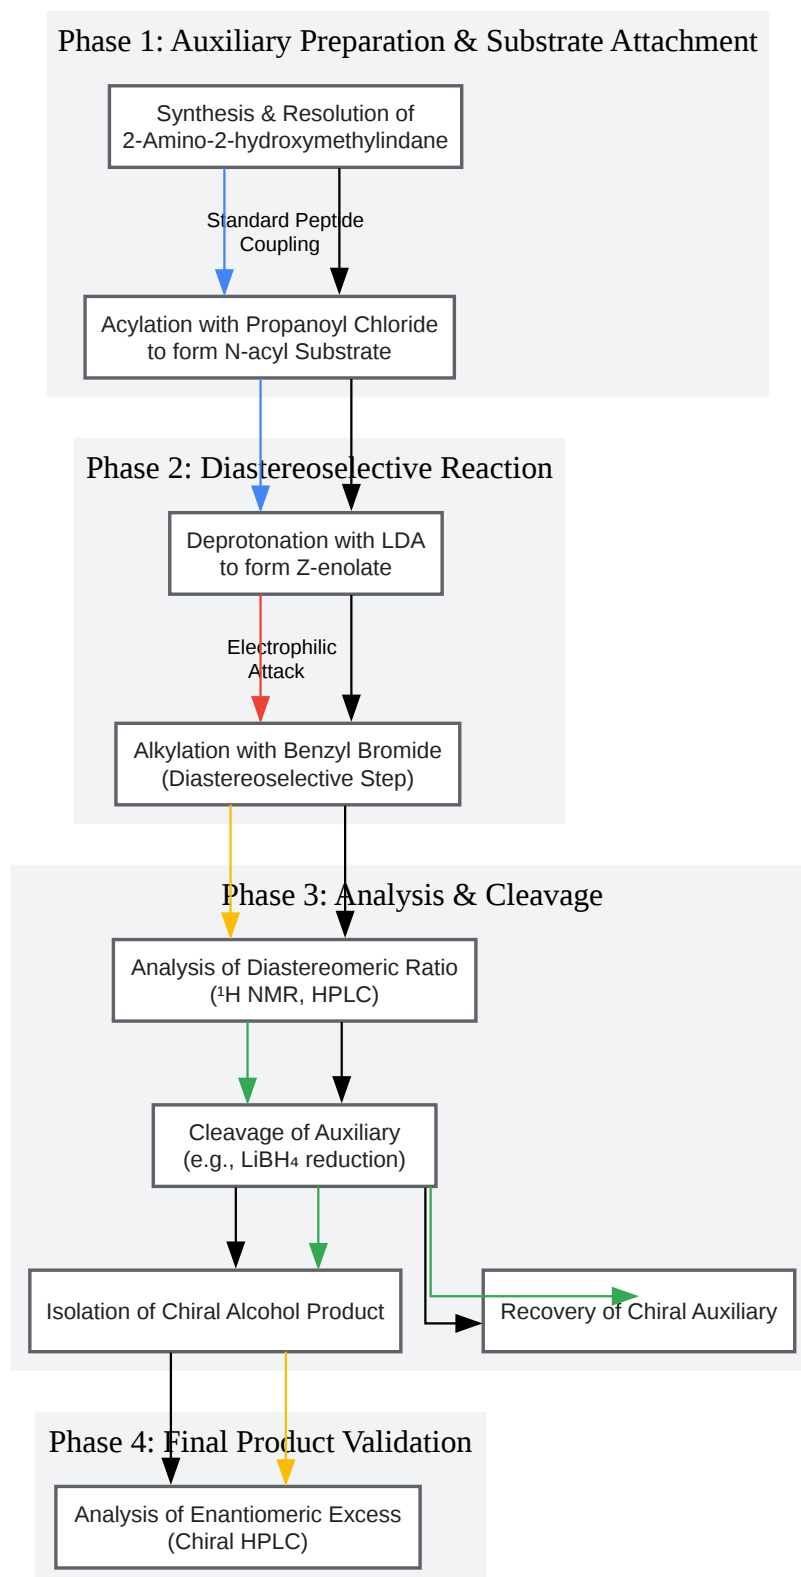 Phase 1: Auxiliary Preparation & Substrate Attachment
Synthesis & Resolution of
2-Amino-2-hydroxymethylindane
Standard Peptide
Coupling
Acylation with Propanoyl Chloride
to form N-acyl Substrate
Phase 2: Diastereoselective Reaction
Deprotonation with LDA
to form Z-enolate
Electrophilic
Attack
Alkylation with Benzyl Bromide
(Diastereoselective Step)
Phase 3: Analysis & Cleavage
Analysis of Diastereomeric Ratio
(¹H NMR, HPLC)
Cleavage of Auxiliary
(e.g., LiBH₄ reduction)
Isolation of Chiral Alcohol Product
Recovery of Chiral Auxiliary
Phase 4: Final Product Validation
Analysis of Enantiomeric Excess
(Chiral HPLC)